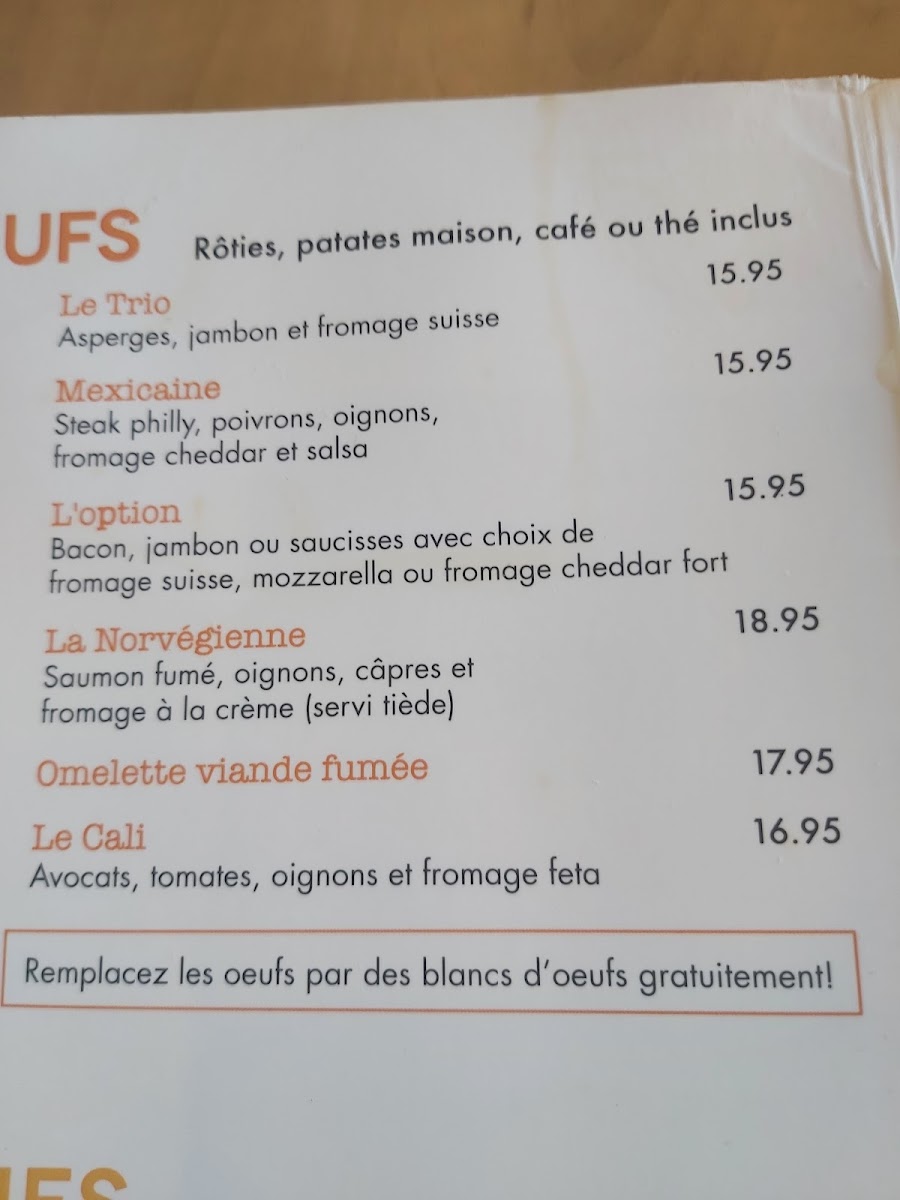 UFS Rôties, patates maison, café ou thé inclus
Le Trio 15.95
Asperges, jambon et fromage suisse
Mexicaine 15.95
Steak philly, poivrons, oignons,
fromage cheddar et salsa
L'option 15.95
Bacon, jambon ou saucisses avec choix de
fromage suisse, mozzarella ou fromage cheddar fort
La Norvégienne 18.95
Saumon fumé, oignons, câpres et
fromage à la crème (servi tiède)
Omelette viande fumée 17.95
Le Cali 16.95
Avocats, tomates, oignons et fromage feta
Remplacez les oeufs par des blancs d'oeufs gratuitement!